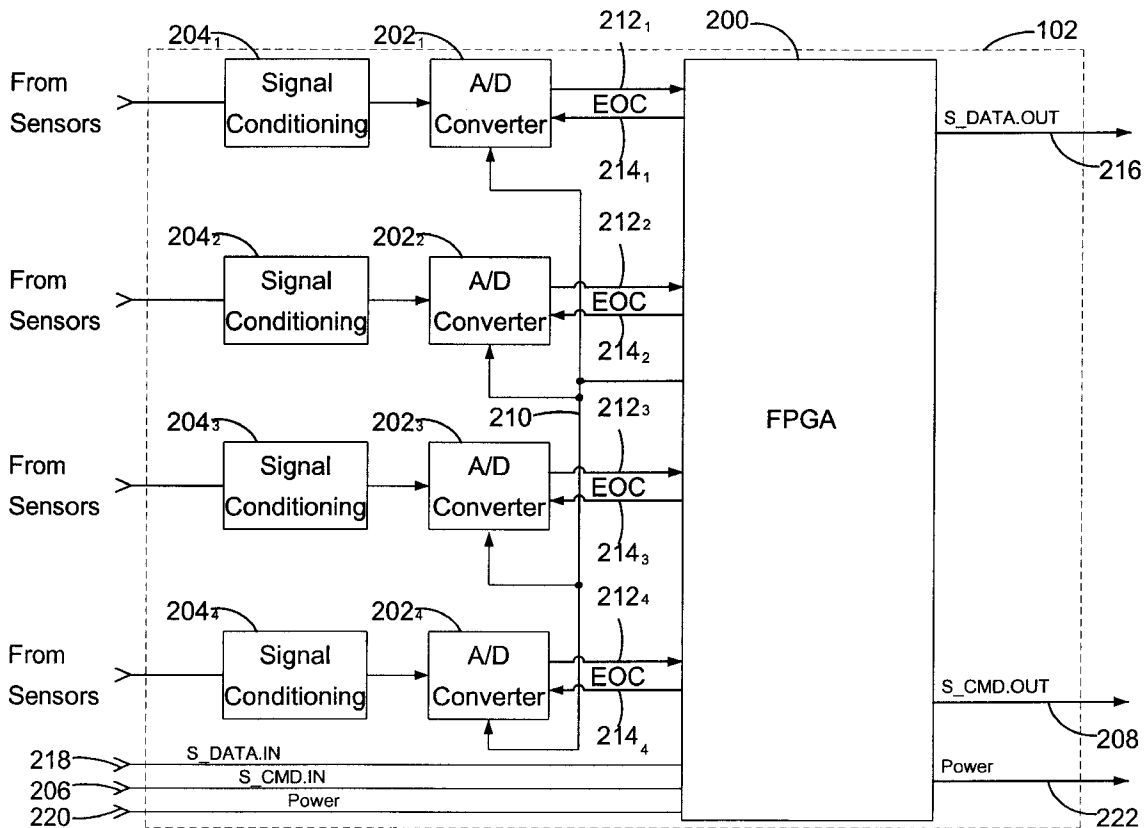 204₁
202₁
212₁
200
102
From
Sensors
Signal
Conditioning
A/D
Converter
EOC
214₁
S_DATA.OUT
216
204₂
202₂
212₂
From
Sensors
Signal
Conditioning
A/D
Converter
EOC
214₂
210
FPGA
204₃
202₃
212₃
From
Sensors
Signal
Conditioning
A/D
Converter
EOC
214₃
204₄
202₄
212₄
From
Sensors
Signal
Conditioning
A/D
Converter
EOC
214₄
S_CMD.OUT
208
218
S_DATA.IN
206
S_CMD.IN
220
Power
Power
222